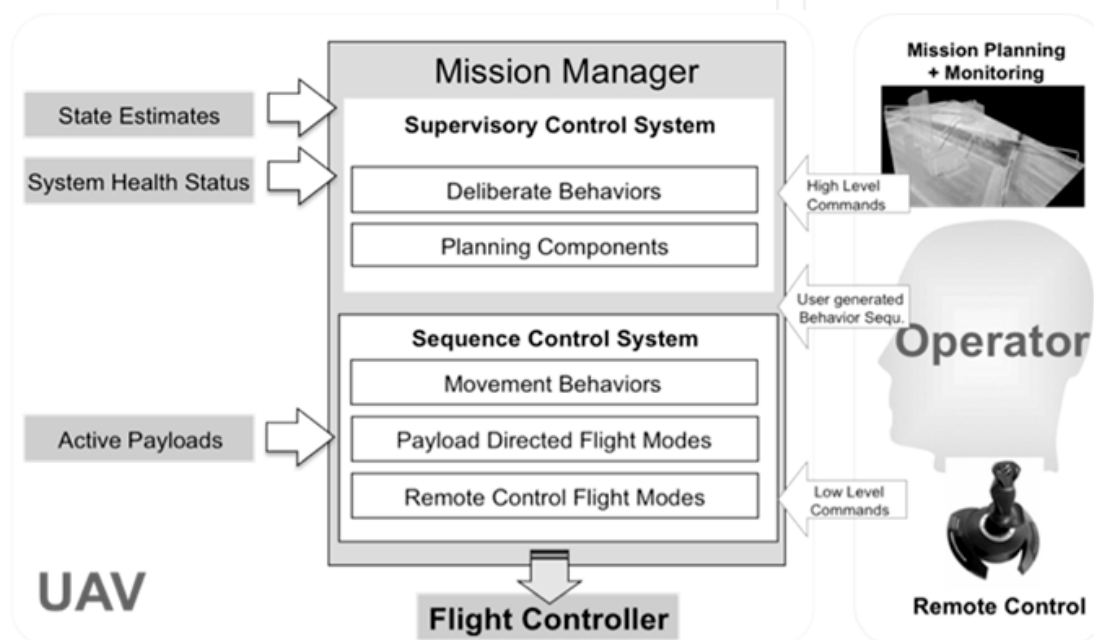 Mission Manager
State Estimates
System Health Status
Active Payloads
Supervisory Control System
Deliberate Behaviors
Planning Components
Sequence Control System
Movement Behaviors
Payload Directed Flight Modes
Remote Control Flight Modes
Flight Controller
UAV
Mission Planning
+ Monitoring
High Level
Commands
User generated
Behavior Sequ.
Operator
Low Level
Commands
Remote Control